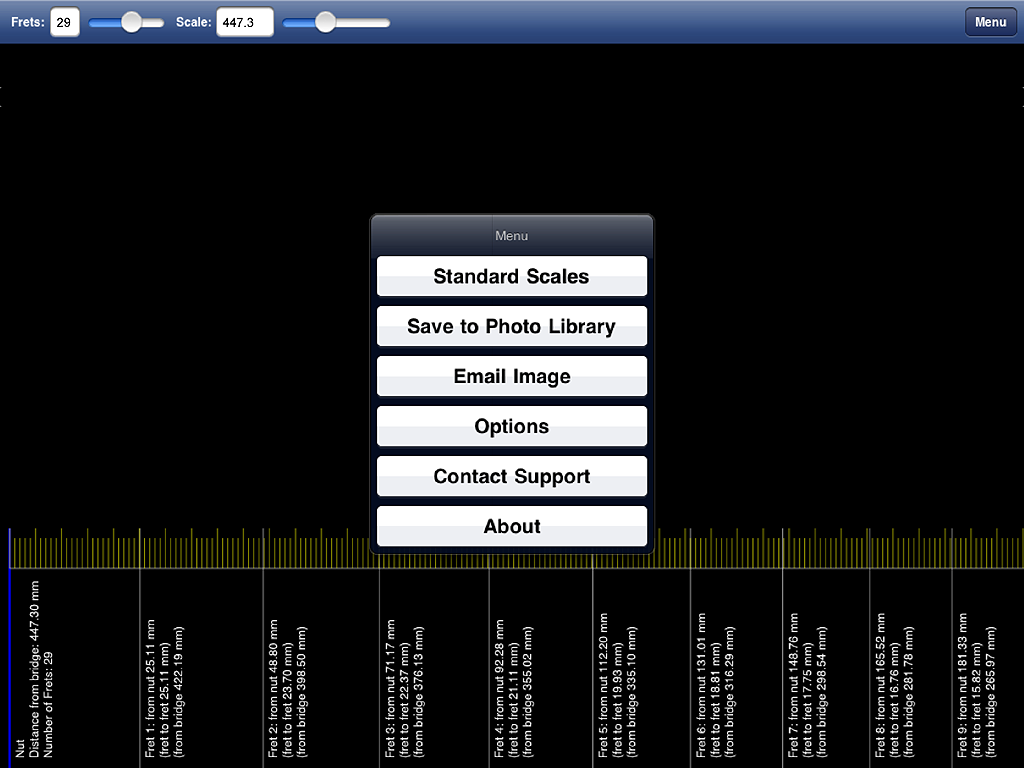 Frets: 29 Scale: 447.3 Menu
Menu
Standard Scales
Save to Photo Library
Email Image
Options
Contact Support
About
Nut
Distance from bridge: 447.30 mm
Number of Frets: 29
Fret 1: from nut 25.11 mm
(fret to fret 25.11 mm)
(from bridge 422.19 mm)
Fret 2: from nut 48.80 mm
(fret to fret 23.70 mm)
(from bridge 398.50 mm)
Fret 3: from nut 71.17 mm
(fret to fret 22.37 mm)
(from bridge 376.13 mm)
Fret 4: from nut 92.28 mm
(fret to fret 21.11 mm)
(from bridge 355.02 mm)
Fret 5: from nut 112.20 mm
(fret to fret 19.93 mm)
(from bridge 335.10 mm)
Fret 6: from nut 131.01 mm
(fret to fret 18.81 mm)
(from bridge 316.29 mm)
Fret 7: from nut 148.76 mm
(fret to fret 17.75 mm)
(from bridge 298.54 mm)
Fret 8: from nut 165.52 mm
(fret to fret 16.76 mm)
(from bridge 281.78 mm)
Fret 9: from nut 181.33 mm
(fret to fret 15.82 mm)
(from bridge 265.97 mm)